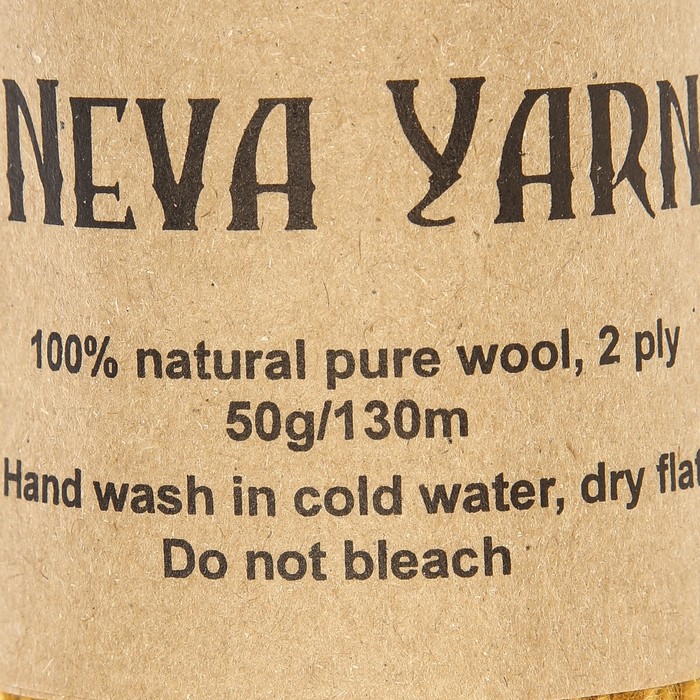 NEVA YARN
100% natural pure wool, 2 ply
50g/130m
Hand wash in cold water, dry flat
Do not bleach